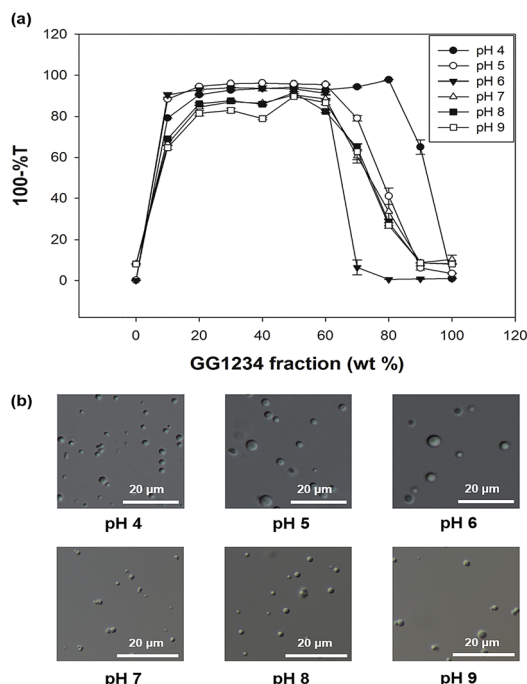 (a)
120
100
80
60
40
20
0
100-%T
pH 4
pH 5
pH 6
pH 7
pH 8
pH 9
0 20 40 60 80 100 120
GG1234 fraction (wt %)
(b)
20 µm 20 µm 20 µm
pH 4 pH 5 pH 6
20 µm 20 µm 20 µm
pH 7 pH 8 pH 9